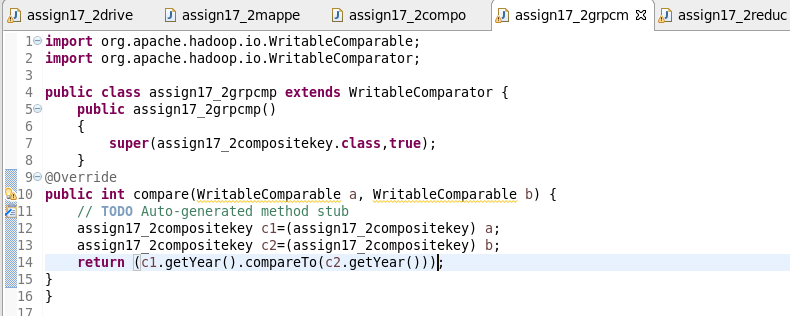 assign17_2drive assign17_2mappe assign17_2compo assign17_2grpcm assign17_2reduc
1 import org.apache.hadoop.io.WritableComparable;
2 import org.apache.hadoop.io.WritableComparator;
3
4 public class assign17_2grpcmp extends WritableComparator {
5 public assign17_2grpcmp()
6 {
7 super(assign17_2compositekey.class,true);
8 }
9 @Override
10 public int compare(WritableComparable a, WritableComparable b) {
11 // TODO Auto-generated method stub
12 assign17_2compositekey c1=(assign17_2compositekey) a;
13 assign17_2compositekey c2=(assign17_2compositekey) b;
14 return (c1.getYear().compareTo(c2.getYear()));
15 }
16 }
17